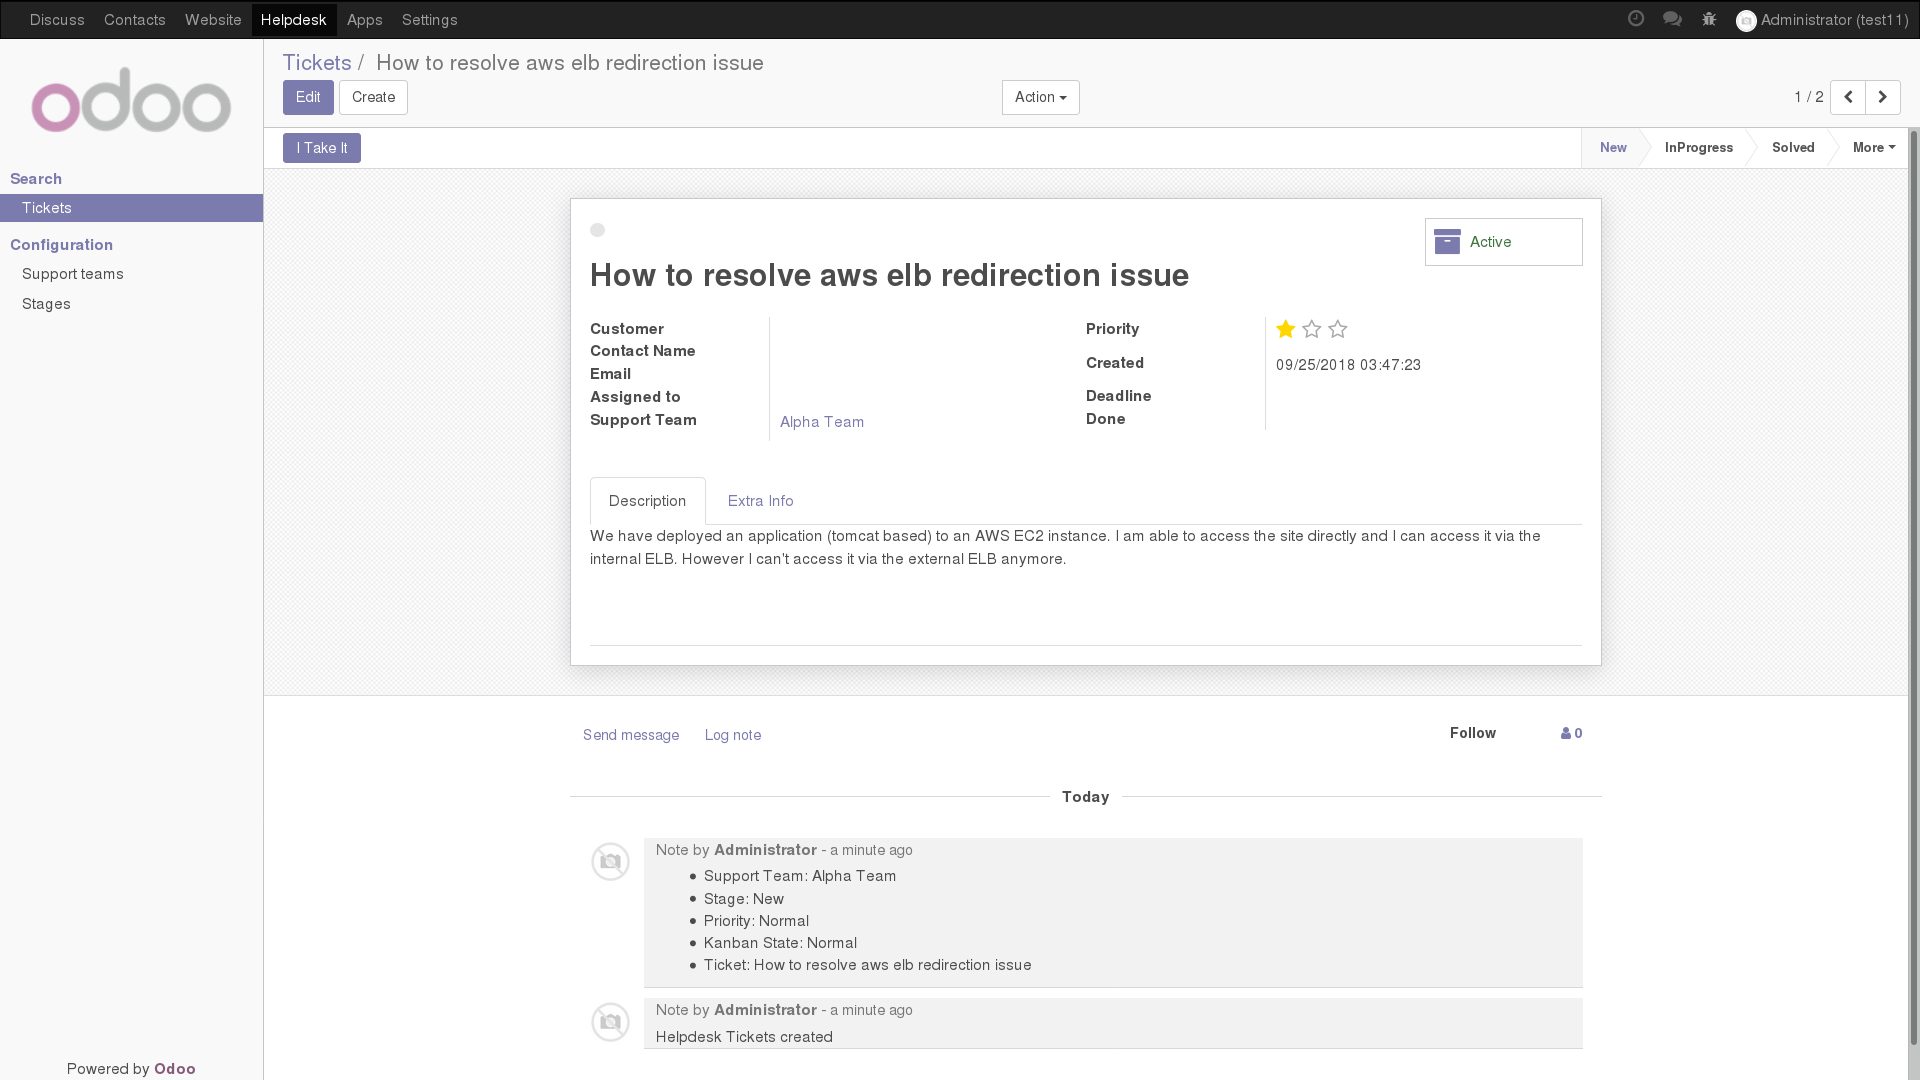 Discuss Contacts Website Helpdesk Apps Settings Administrator (test11)
odoo
Search
Tickets
Configuration
Support teams
Stages
Powered by Odoo
Tickets / How to resolve aws elb redirection issue
Edit Create Action 1 / 2
I Take It New InProgress Solved More
Active
How to resolve aws elb redirection issue
Customer
Contact Name
Email
Assigned to
Support Team Alpha Team
Priority
Created 09/25/2018 03:47:23
Deadline
Done
Description Extra Info
We have deployed an application (tomcat based) to an AWS EC2 instance. I am able to access the site directly and I can access it via the
internal ELB. However I can't access it via the external ELB anymore.
Send message Log note Follow 0
Today
Note by Administrator - a minute ago
• Support Team: Alpha Team
• Stage: New
• Priority: Normal
• Kanban State: Normal
• Ticket: How to resolve aws elb redirection issue
Note by Administrator - a minute ago
Helpdesk Tickets created